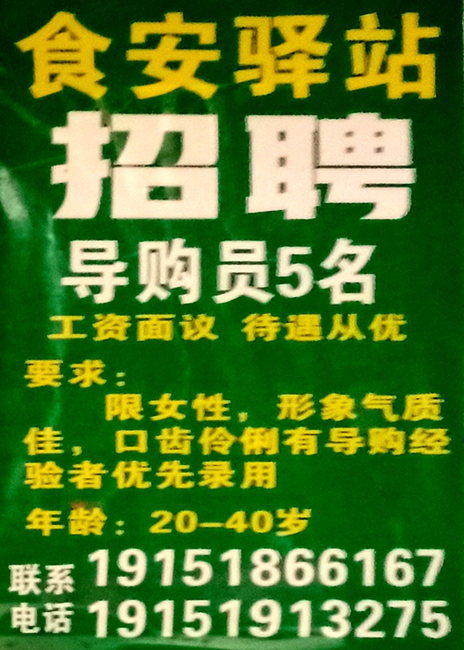 食安驿站
招聘
导购员5名
工资面议 待遇从优
要求：
限女性，形象气质
佳，口齿伶俐有导购经
验者优先录用
年龄：20-40岁
联系 19151866167
电话 19151913275